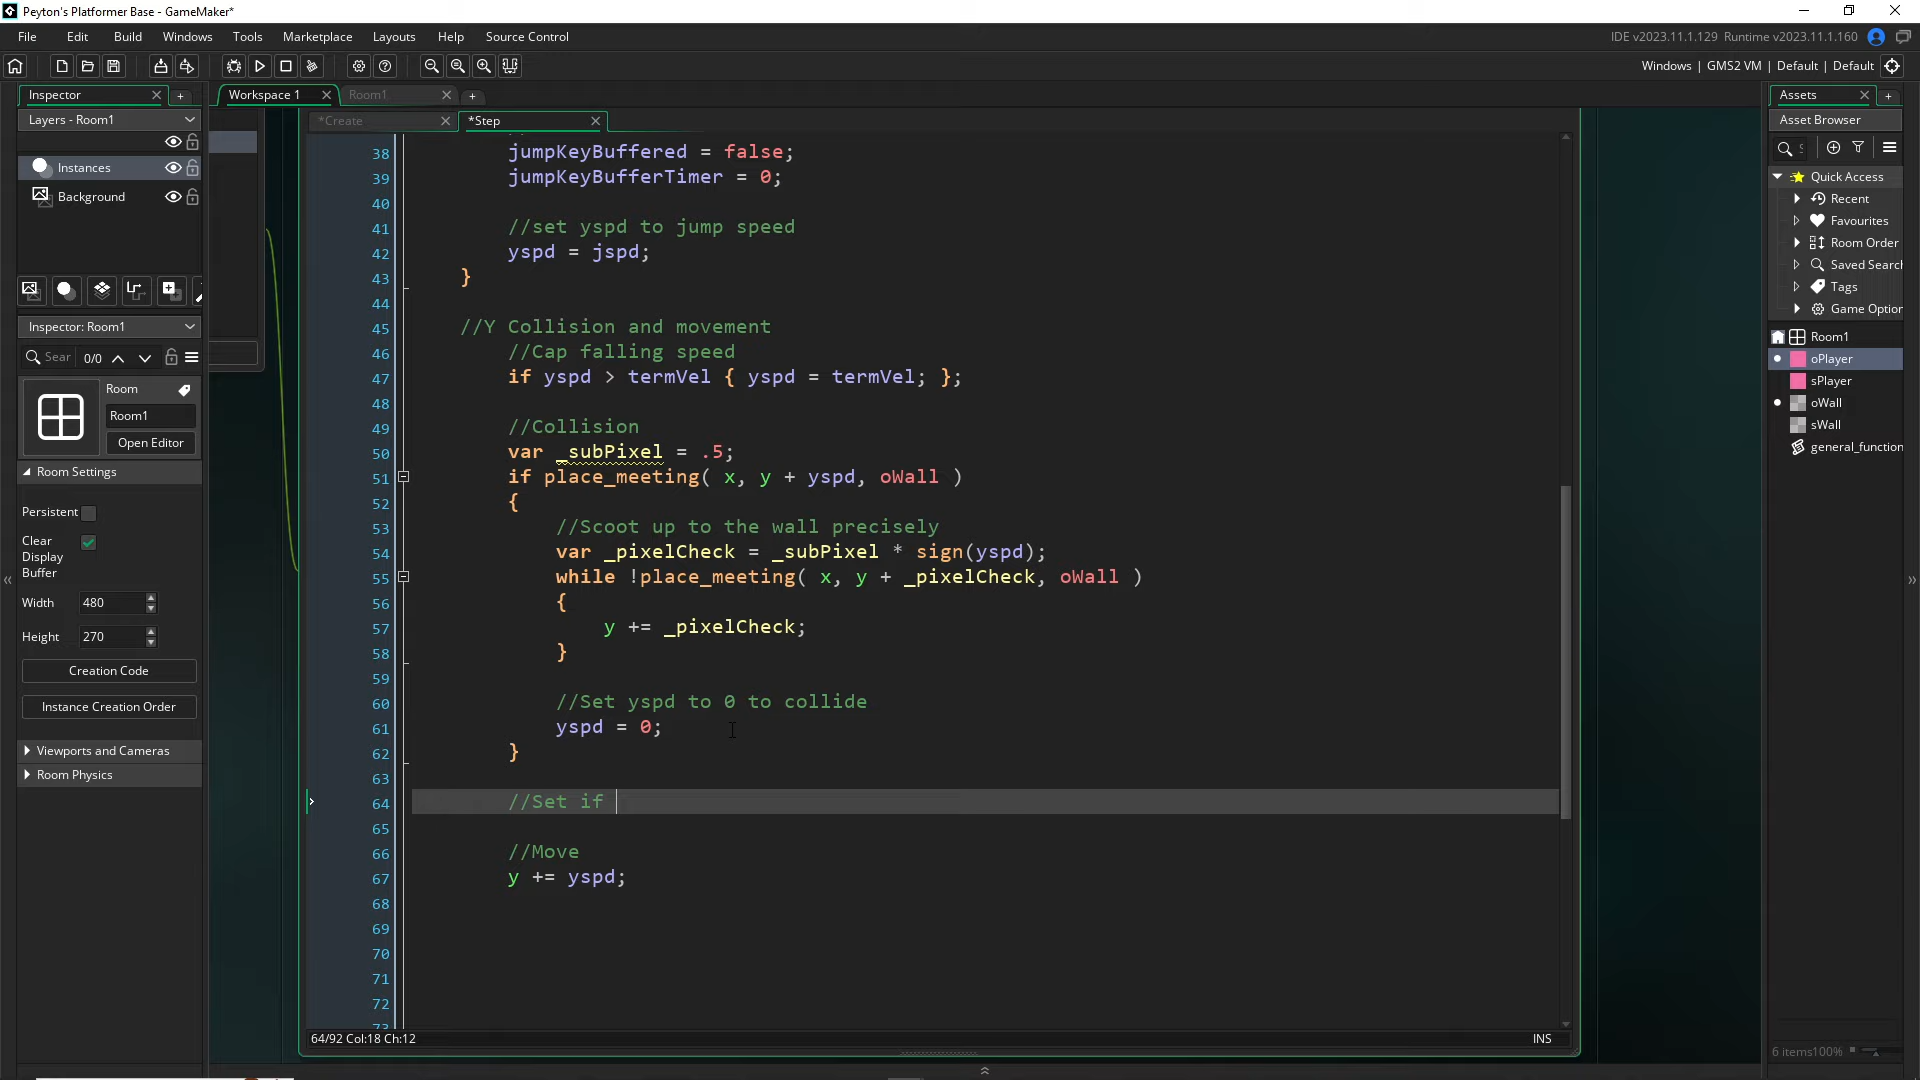 Peyton's Platformer Base - GameMaker*
File Edit Build Windows Tools Marketplace Layouts Help Source Control
IDE v2023.11.1.129 Runtime v2023.11.1.160
Windows | GMS2 VM | Default | Default
Inspector
Workspace 1
Room1
Assets
Layers - Room1
*Create
*Step
Asset Browser
Instances
Background
Inspector: Room1
Sear 0/0
Room
Room1
Open Editor
Room Settings
Persistent
Clear
Display
Buffer
Width 480
Height 270
Creation Code
Instance Creation Order
Viewports and Cameras
Room Physics
38 jumpKeyBuffered = false;
39 jumpKeyBufferTimer = 0;
40
41 //set yspd to jump speed
42 yspd = jspd;
43 }
44
45 //Y Collision and movement
46 //Cap falling speed
47 if yspd > termVel { yspd = termVel; };
48
49 //Collision
50 var _subPixel = .5;
51 if place_meeting( x, y + yspd, oWall )
52 {
53 //Scoot up to the wall precisely
54 var _pixelCheck = _subPixel * sign(yspd);
55 while !place_meeting( x, y + _pixelCheck, oWall )
56 {
57 y += _pixelCheck;
58 }
59
60 //Set yspd to 0 to collide
61 yspd = 0;
62 }
63
64 //Set if
65
66 //Move
67 y += yspd;
68
69
70
71
72
73
64/92 Col:18 Ch:12
INS
S
Quick Access
Recent
Favourites
Room Order
Saved Searc
Tags
Game Option
Room1
oPlayer
sPlayer
oWall
sWall
general_function
6 items100%